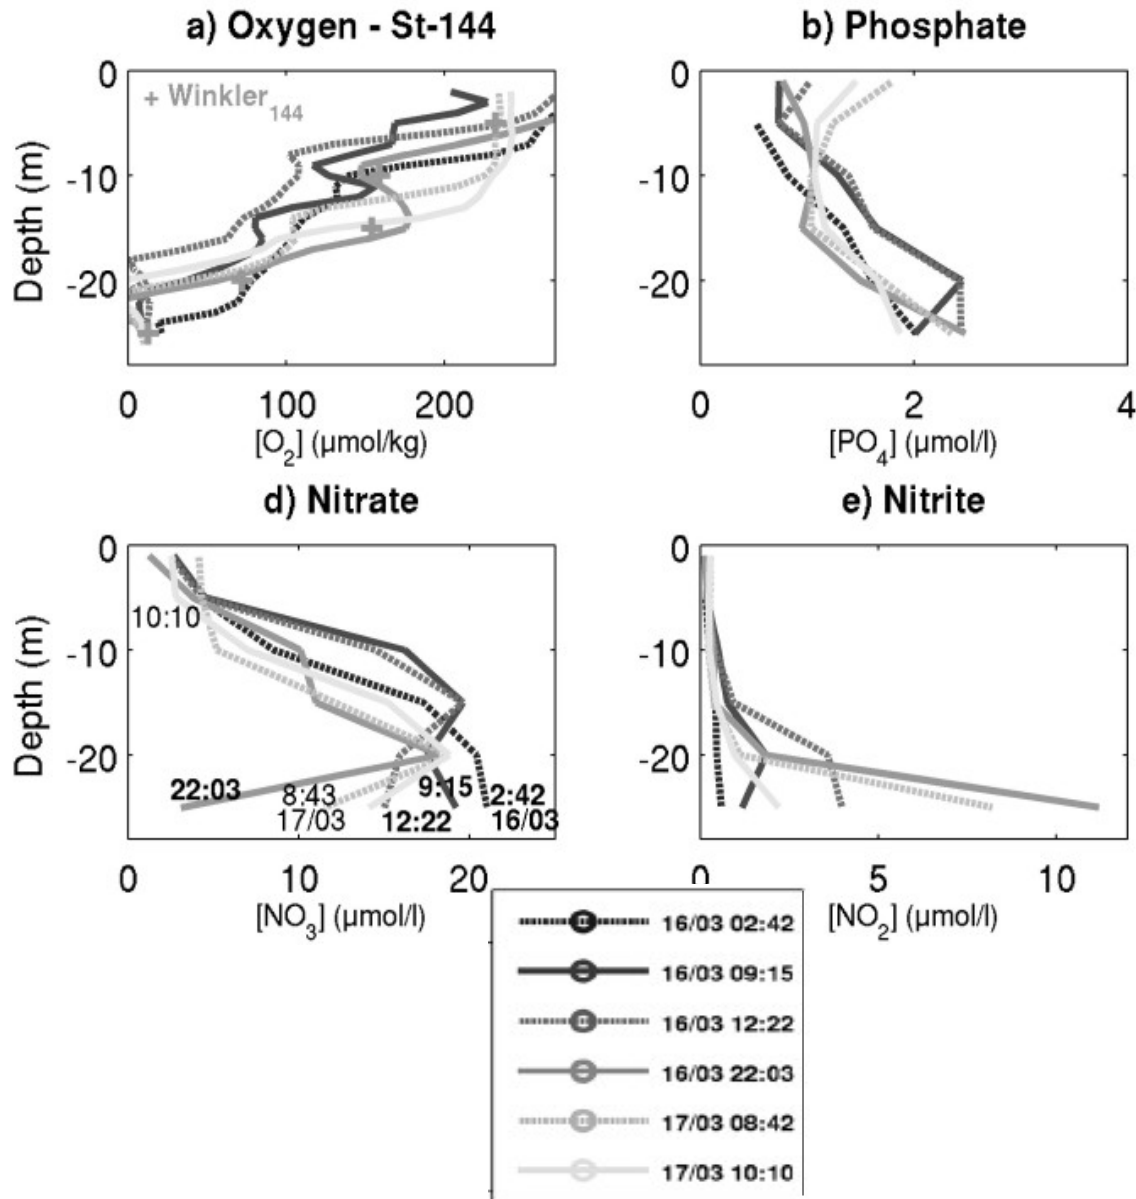 a) Oxygen - St-144
b) Phosphate
0
+ Winkler144
-10
-20
Depth (m)
0 100 200
[O2] (µmol/kg)
0
-10
-20
0 2 4
[PO4] (µmol/l)
d) Nitrate
e) Nitrite
0
10:10
-10
-20
Depth (m)
22:03
8:43
17/03
9:15
12:22
2:42
16/03
0 10 20
[NO3] (µmol/l)
0
-10
-20
0 5 10
[NO2] (µmol/l)
16/03 02:42
16/03 09:15
16/03 12:22
16/03 22:03
17/03 08:42
17/03 10:10